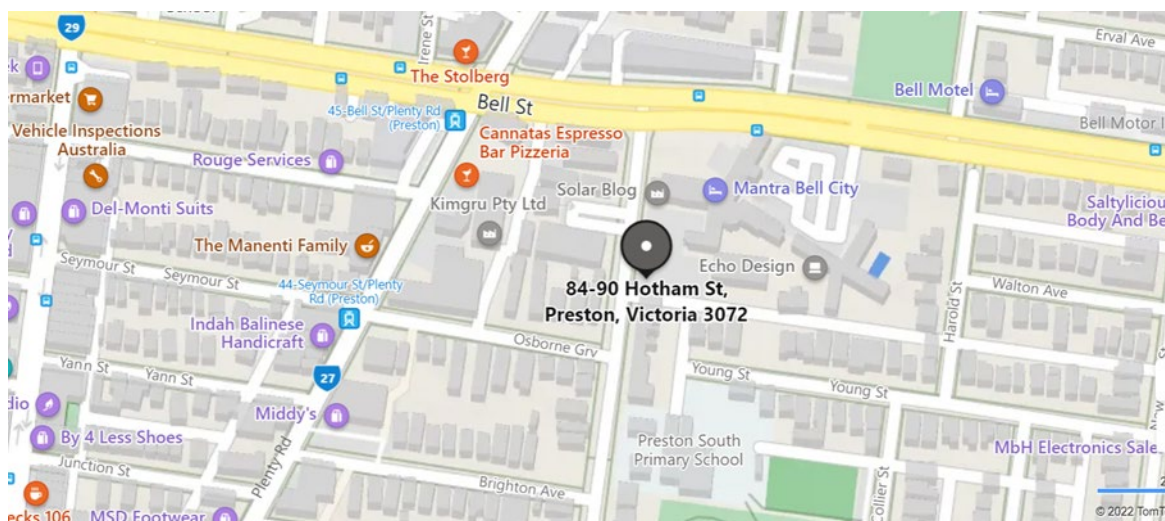 29
Irene St
Erval Ave
The Stolberg
Bell Motel
ermarket
Bell St
45-Bell St/Plenty Rd
(Preston)
Bell Motor I
Vehicle Inspections
Australia
Cannatas Espresso
Bar Pizzeria
Rouge Services
Solar Blog
Mantra Bell City
Del-Monti Suits
Kimgru Pty Ltd
Saltyliciou
Body And Be
The Manenti Family
Seymour St
Seymour St
Echo Design
44-Seymour St/Plenty
Rd (Preston)
84-90 Hotham St,
Preston, Victoria 3072
Walton Ave
Harold St
Indah Balinese
Handicraft
Osborne Grv
Yann St
Yann St
27
Young St
Young St
dio
Middy's
By 4 Less Shoes
Preston South
Primary School
MbH Electronics Sale
Junction St
Plenty Rd
Brighton Ave
Collier St
ecks 106
MSD Footwear
© 2022 TomT